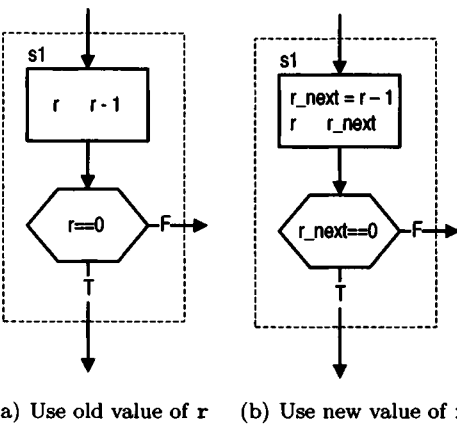 s1
r r - 1
r==0
F
T
a) Use old value of r
s1
r_next = r – 1
r r_next
r_next==0
F
T
(b) Use new value of